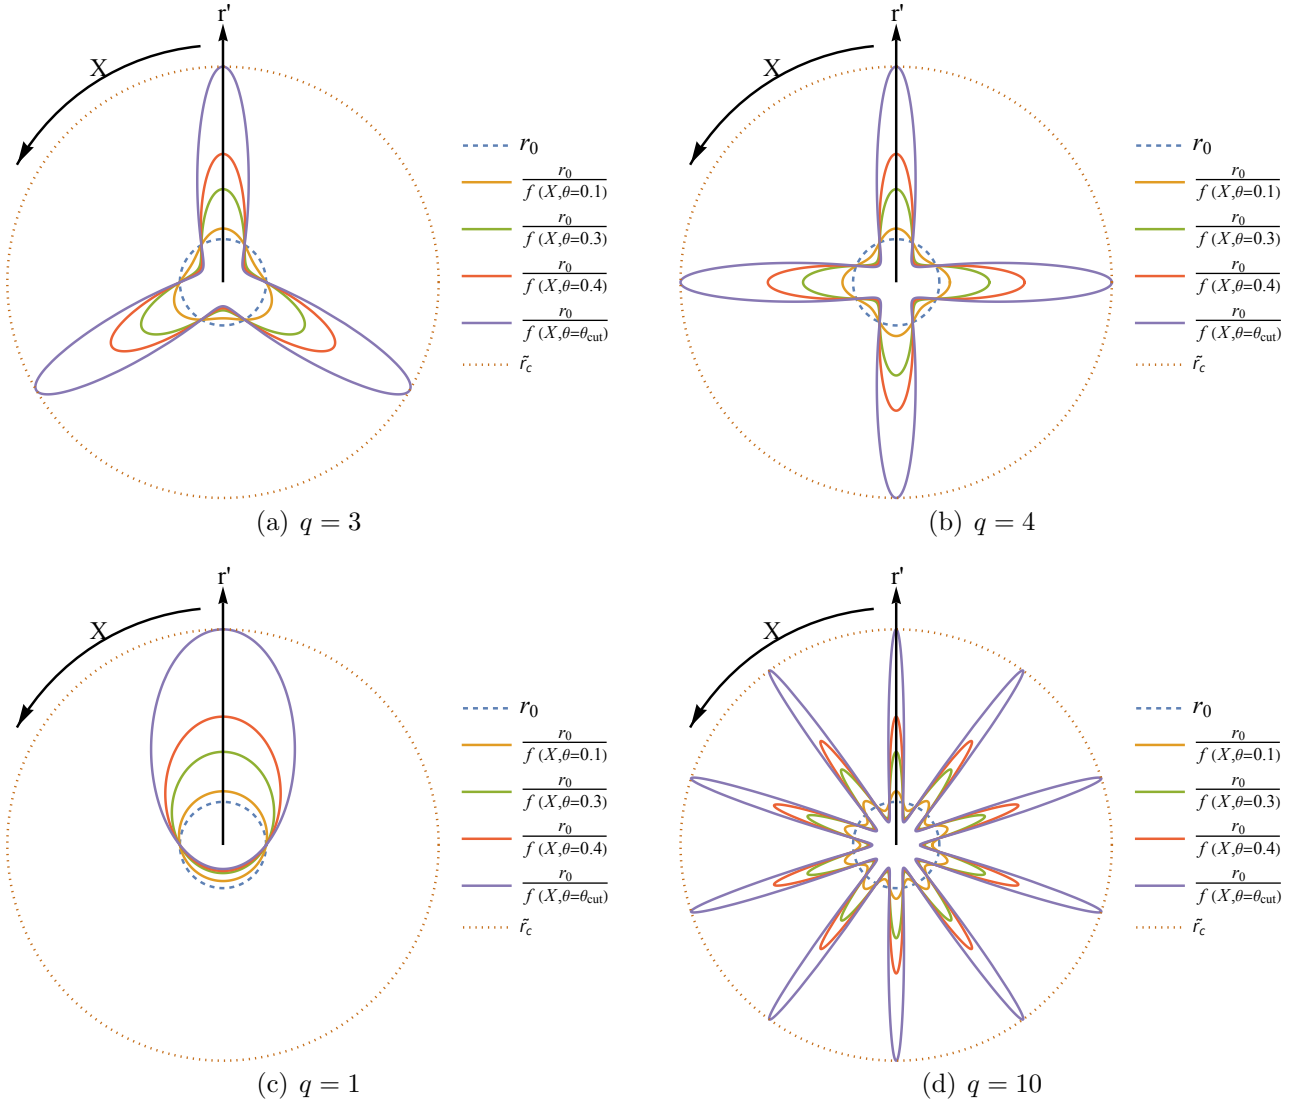 r'
X
r₀
r₀
f (X,θ=0.1)
r₀
f (X,θ=0.3)
r₀
f (X,θ=0.4)
r₀
f (X,θ=θcut)
r̃c
(a) q = 3
r'
X
r₀
r₀
f (X,θ=0.1)
r₀
f (X,θ=0.3)
r₀
f (X,θ=0.4)
r₀
f (X,θ=θcut)
r̃c
(b) q = 4
r'
X
r₀
r₀
f (X,θ=0.1)
r₀
f (X,θ=0.3)
r₀
f (X,θ=0.4)
r₀
f (X,θ=θcut)
r̃c
(c) q = 1
r'
X
r₀
r₀
f (X,θ=0.1)
r₀
f (X,θ=0.3)
r₀
f (X,θ=0.4)
r₀
f (X,θ=θcut)
r̃c
(d) q = 10